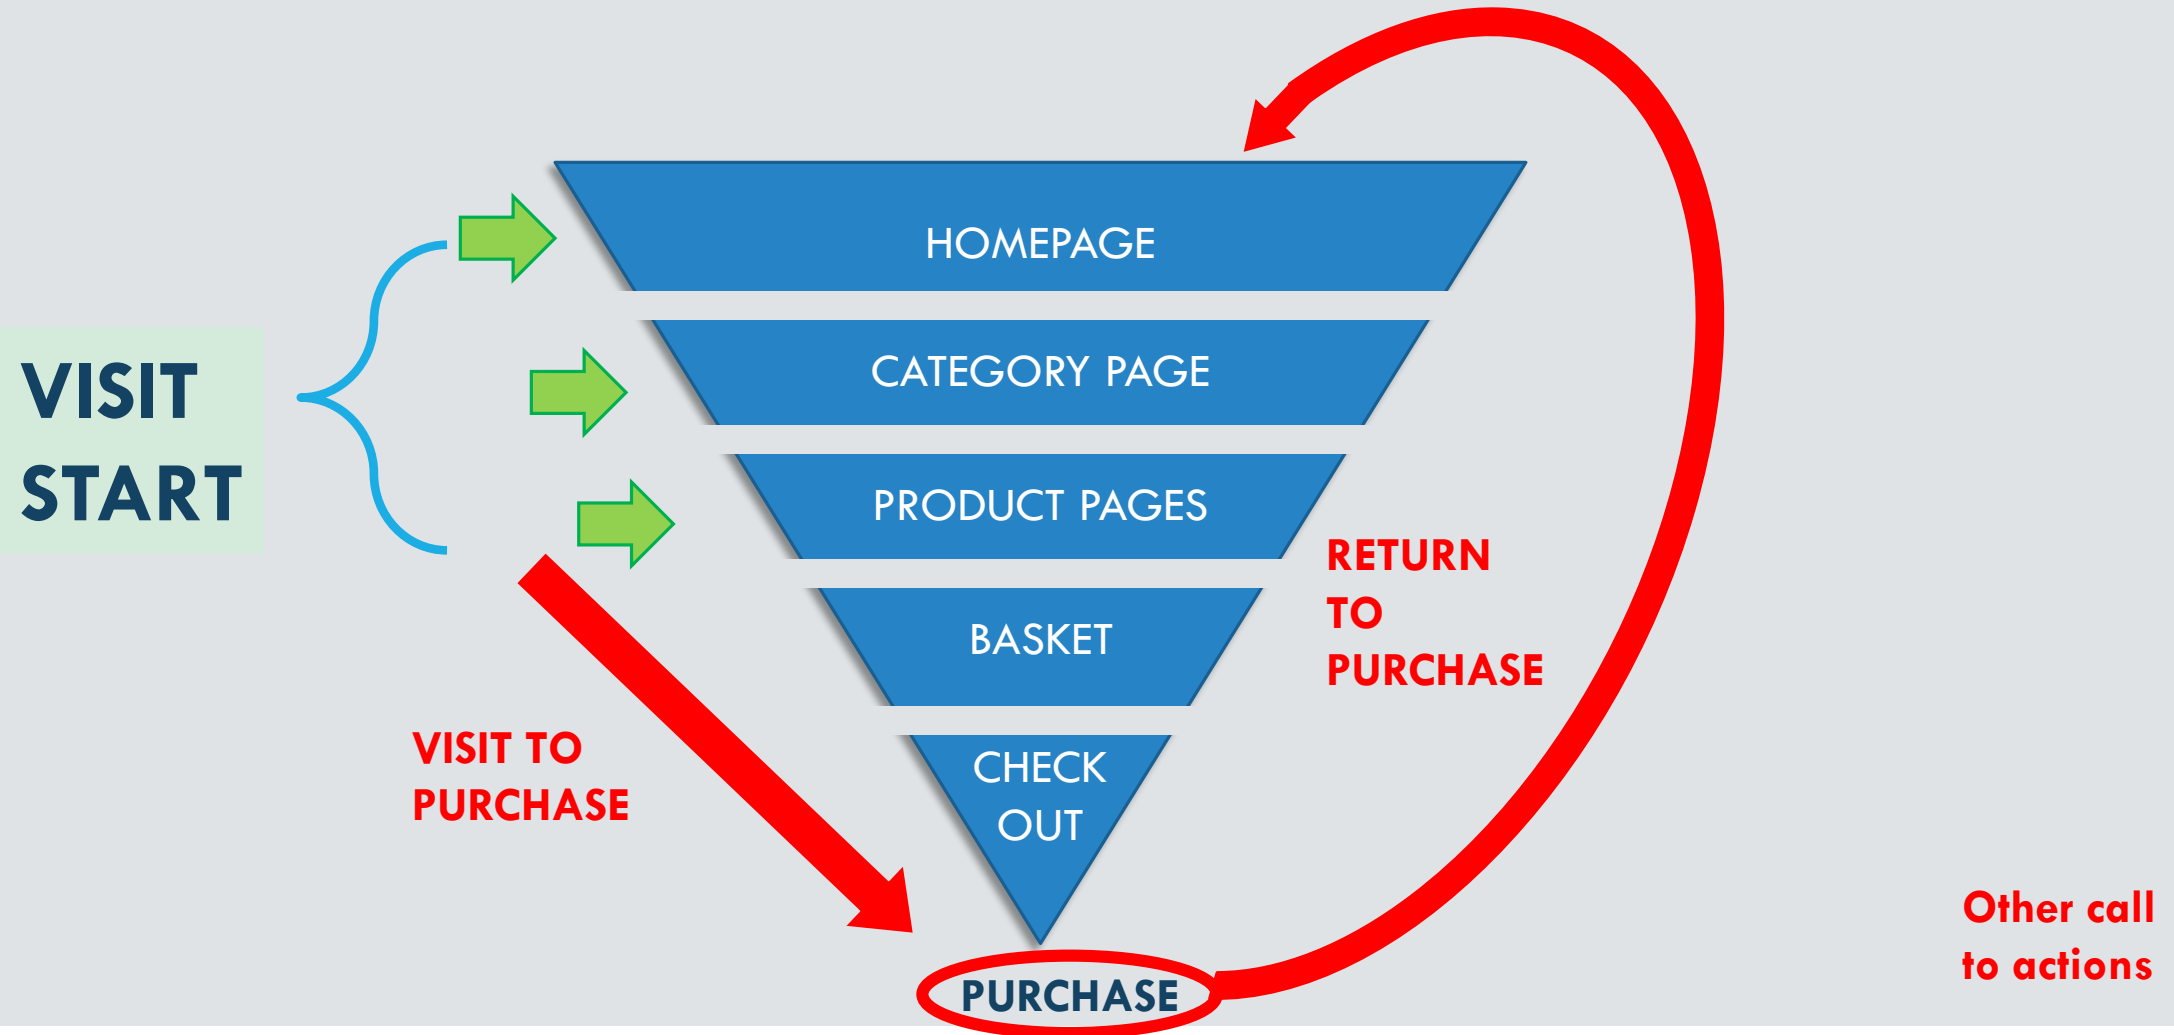 HOMEPAGE
CATEGORY PAGE
VISIT
START
PRODUCT PAGES
RETURN
TO
PURCHASE
BASKET
VISIT TO
PURCHASE
CHECK
OUT
Other call
to actions
PURCHASE